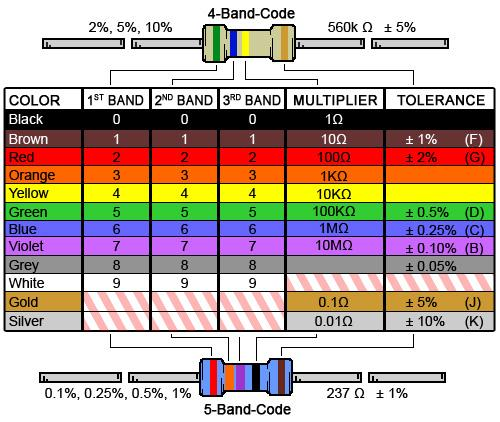 4-Band-Code
2%, 5%, 10% 560k Ω ± 5%
COLOR 1ST BAND 2ND BAND 3RD BAND MULTIPLIER TOLERANCE
Black 0 0 0 1Ω
Brown 1 1 1 10Ω ± 1% (F)
Red 2 2 2 100Ω ± 2% (G)
Orange 3 3 3 1KΩ
Yellow 4 4 4 10KΩ
Green 5 5 5 100KΩ ± 0.5% (D)
Blue 6 6 6 1MΩ ± 0.25% (C)
Violet 7 7 7 10MΩ ± 0.10% (B)
Grey 8 8 8 ± 0.05%
White 9 9 9
Gold 0.1Ω ± 5% (J)
Silver 0.01Ω ± 10% (K)
0.1%, 0.25%, 0.5%, 1% 237 Ω ± 1%
5-Band-Code